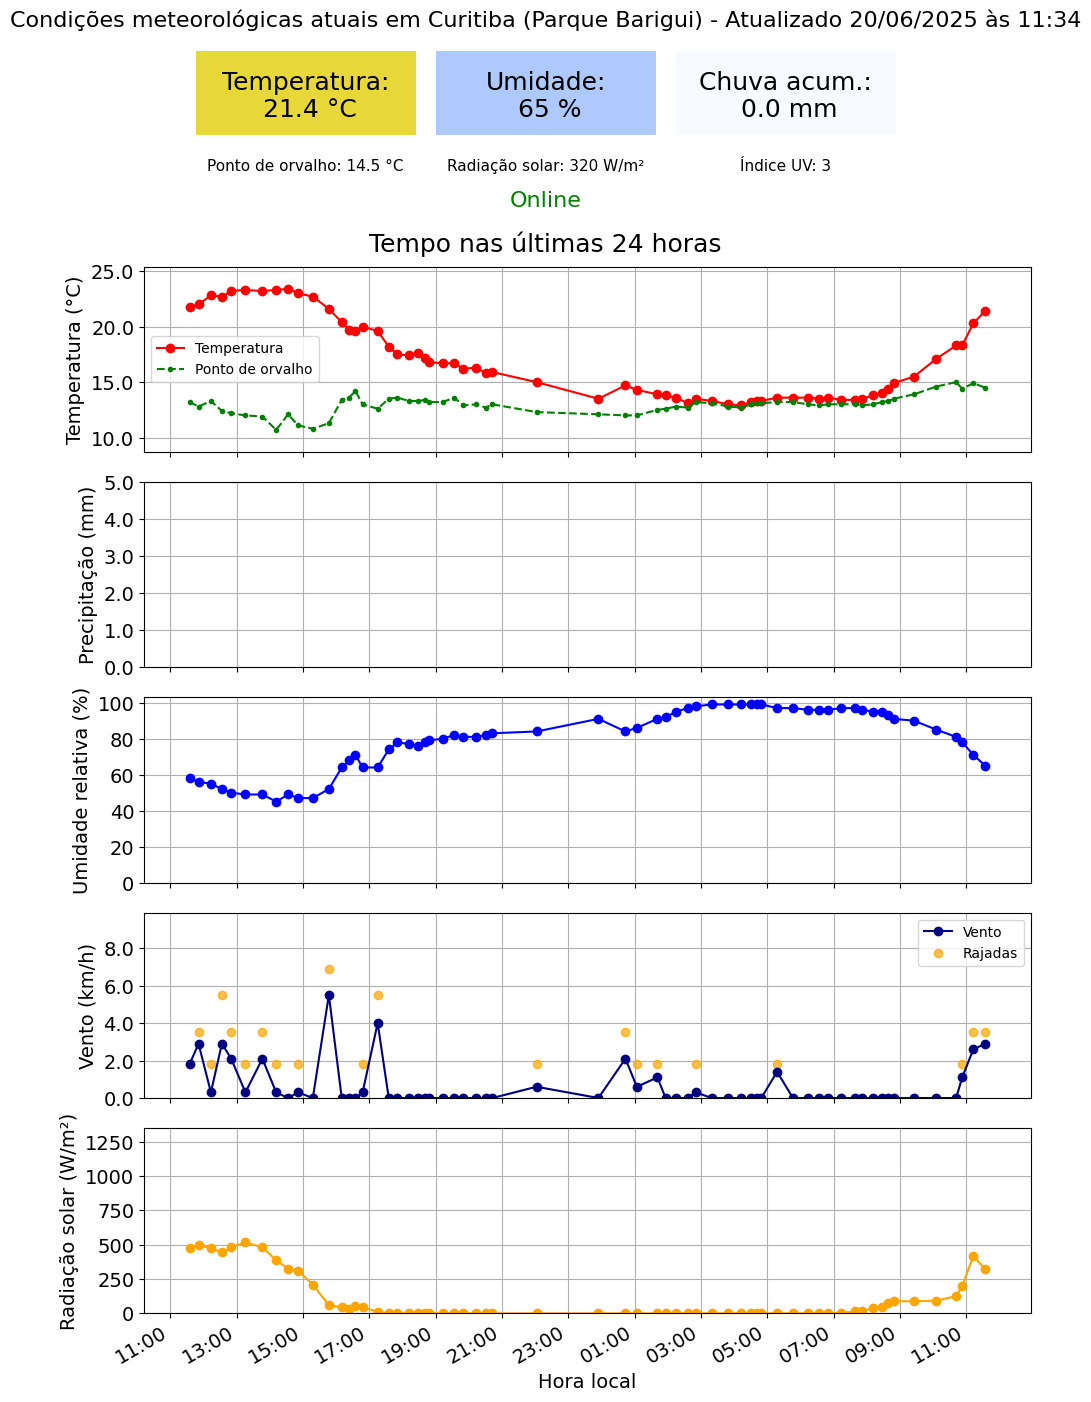 Condições meteorológicas atuais em Curitiba (Parque Barigui) - Atualizado 20/06/2025 às 11:34
Temperatura:
21.4 °C
Umidade:
65 %
Chuva acum.:
0.0 mm
Ponto de orvalho: 14.5 °C
Radiação solar: 320 W/m²
Índice UV: 3
Online
Tempo nas últimas 24 horas
Temperatura (°C)
25.0
20.0
15.0
10.0
Temperatura
Ponto de orvalho
Precipitação (mm)
5.0
4.0
3.0
2.0
1.0
0.0
Umidade relativa (%)
100
80
60
40
20
0
Vento (km/h)
8.0
6.0
4.0
2.0
0.0
Vento
Rajadas
Radiação solar (W/m²)
1250
1000
750
500
250
0
11:00
13:00
15:00
17:00
19:00
21:00
23:00
01:00
03:00
05:00
07:00
09:00
11:00
Hora local